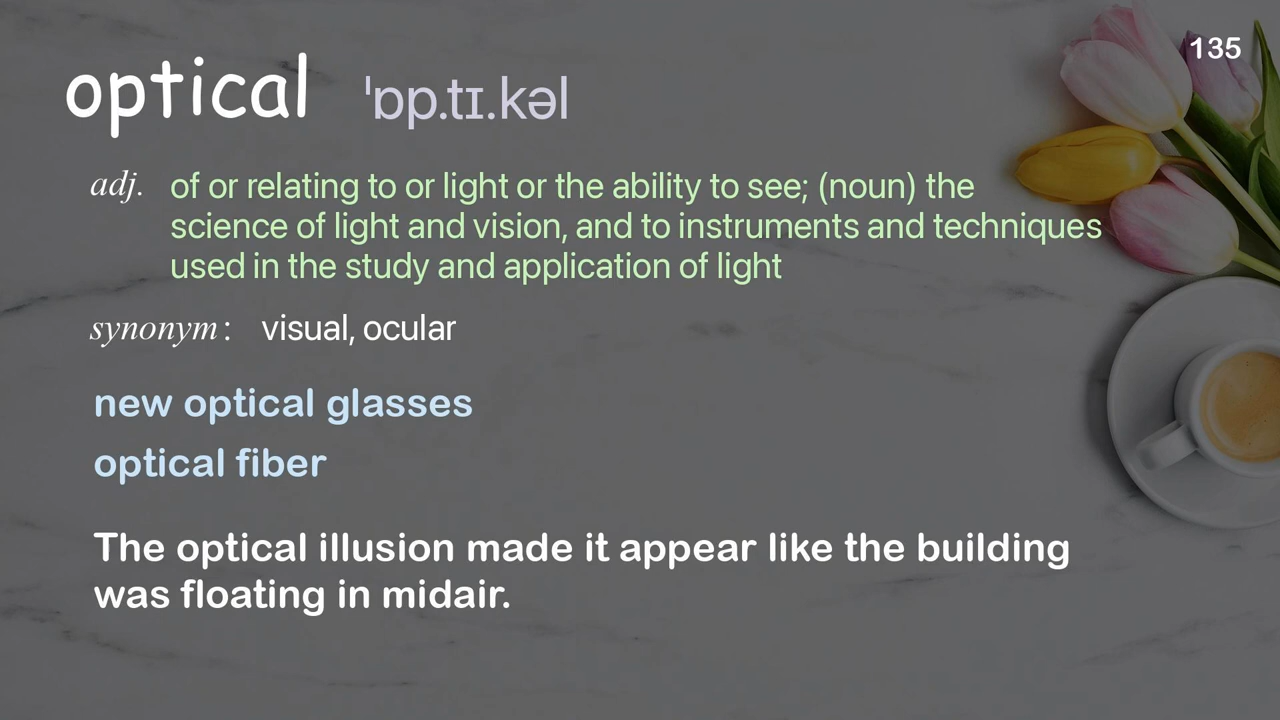 135
optical ˈɒp.tɪ.kəl
adj. of or relating to or light or the ability to see; (noun) the
science of light and vision, and to instruments and techniques
used in the study and application of light
synonym: visual, ocular
new optical glasses
optical fiber
The optical illusion made it appear like the building
was floating in midair.